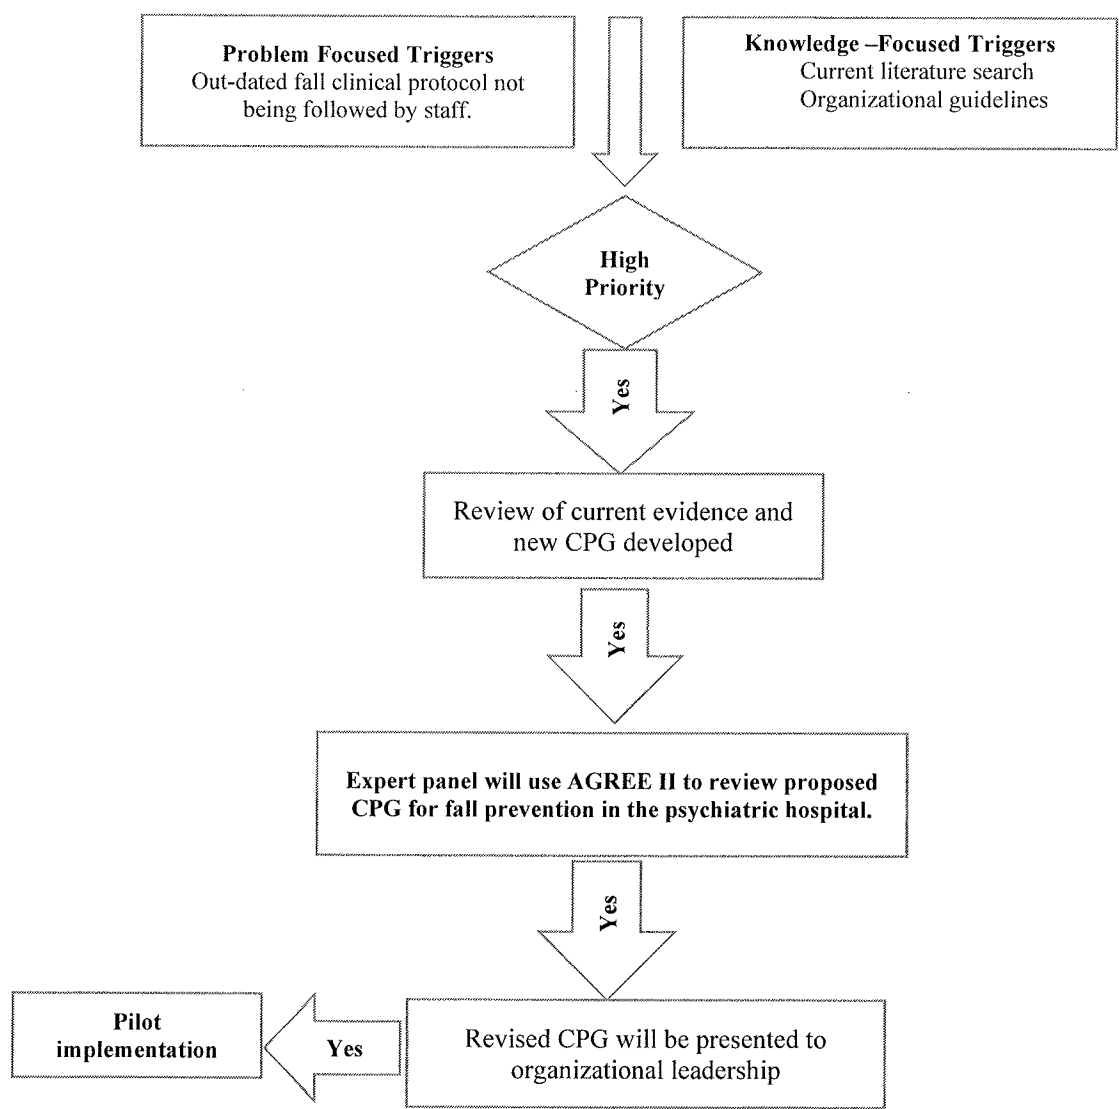 Problem Focused Triggers
Out-dated fall clinical protocol not
being followed by staff.
Knowledge –Focused Triggers
Current literature search
Organizational guidelines
High
Priority
Yes
Review of current evidence and
new CPG developed
Yes
Expert panel will use AGREE II to review proposed
CPG for fall prevention in the psychiatric hospital.
Yes
Revised CPG will be presented to
organizational leadership
Yes
Pilot
implementation